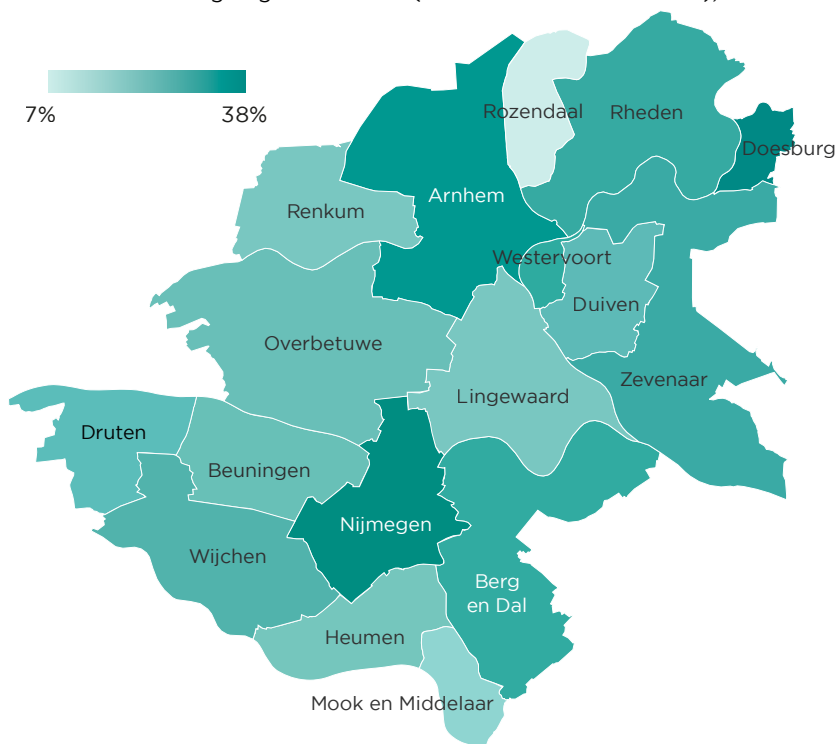 7%
38%
Rozendaal
Rheden
Doesburg
Arnhem
Renkum
Westervoort
Duiven
Overbetuwe
Zevenaar
Lingewaard
Druten
Beuningen
Nijmegen
Wijchen
Berg
en Dal
Heumen
Mook en Middelaar